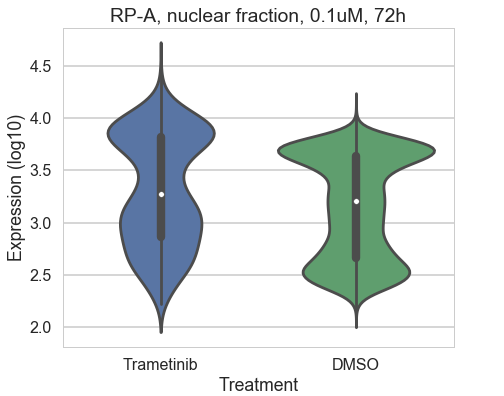 RP-A, nuclear fraction, 0.1uM, 72h
Expression (log10)
4.5
4.0
3.5
3.0
2.5
2.0
Trametinib DMSO
Treatment